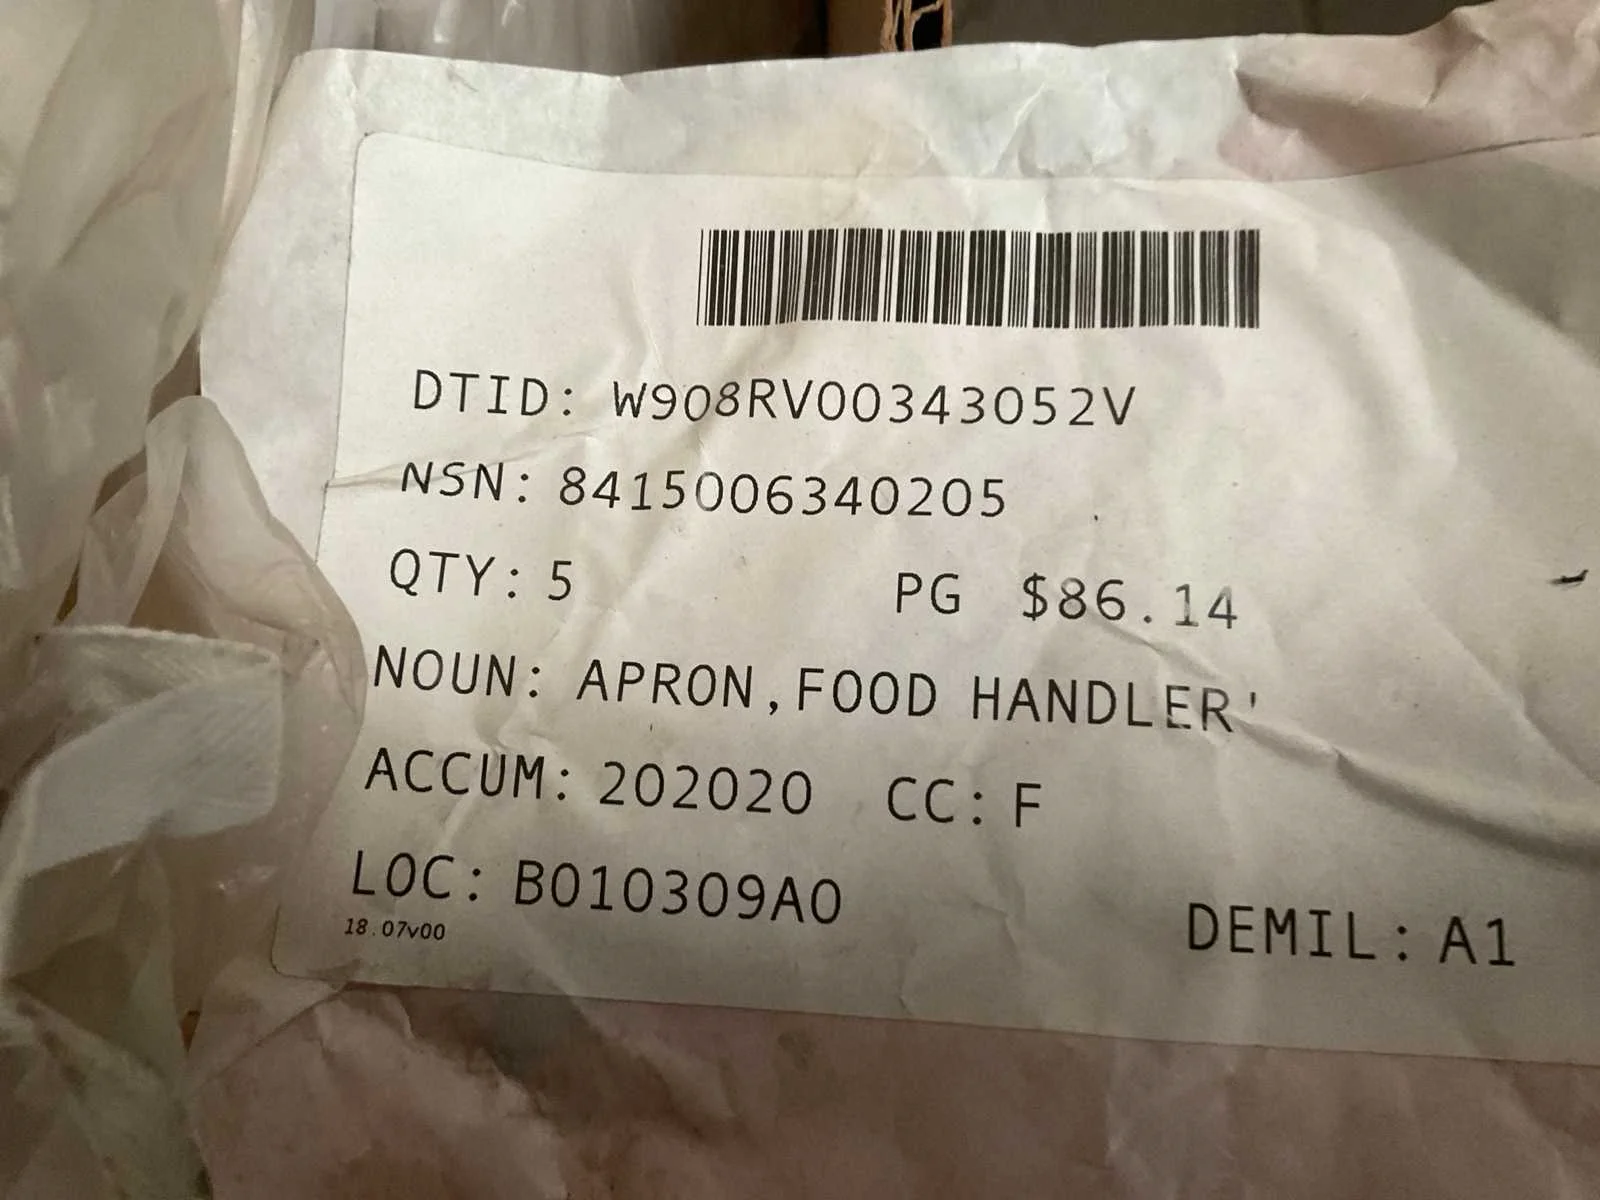 DTID: W908RV00343052V
NSN: 8415006340205
QTY: 5 PG $86.14
NOUN: APRON,FOOD HANDLER'
ACCUM: 202020 CC: F
LOC: B010309A0
18.07v00 DEMIL: A1